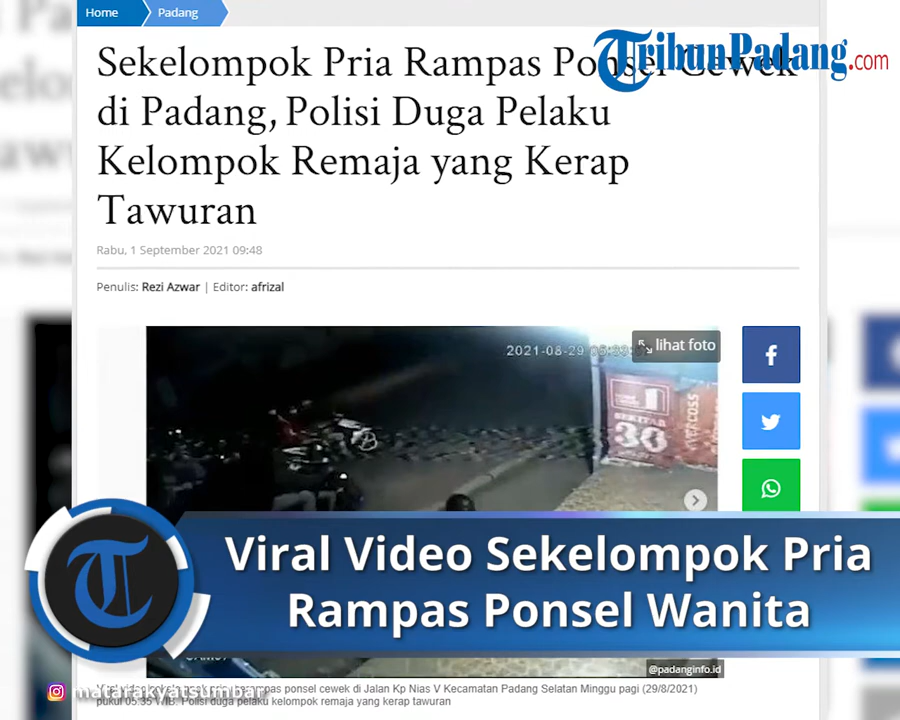 Home Padang
TribunPadang.com
Sekelompok Pria Rampas Ponsel Cewek
di Padang, Polisi Duga Pelaku
Kelompok Remaja yang Kerap
Tawuran
Rabu, 1 September 2021 09:48
Penulis: Rezi Azwar | Editor: afrizal
lihat foto
2021-08-29
SEKITAR
30
EVERCOSS
Viral Video Sekelompok Pria
Rampas Ponsel Wanita
@padanginfo.id
matarakyatsumbar
ponsel cewek di Jalan Kp Nias V Kecamatan Padang Selatan Minggu pagi (29/8/2021)
pukul 05:35 WIB. Polisi duga pelaku kelompok remaja yang kerap tawuran